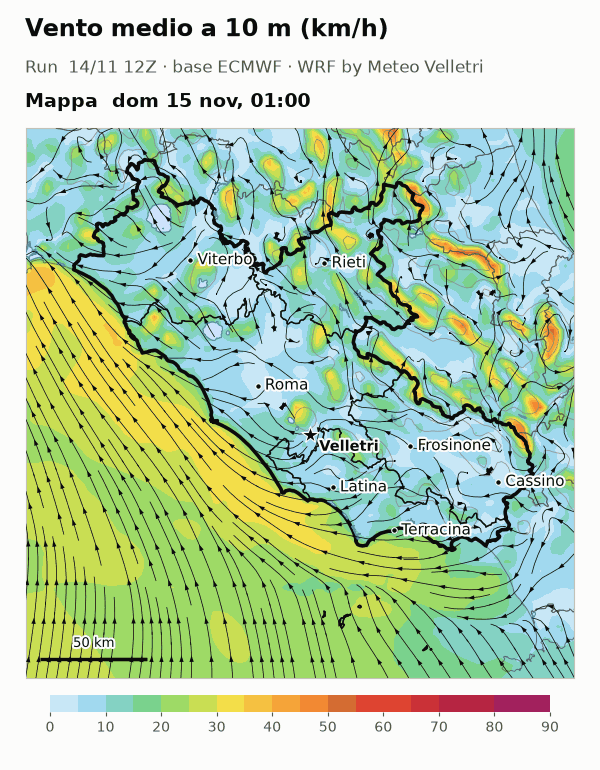 Vento medio a 10 m (km/h)
Run  14/11 12Z · base ECMWF · WRF by Meteo Velletri
Mappa  dom 15 nov, 01:00
Viterbo
Rieti
Roma
Velletri
Frosinone
Cassino
Latina
Terracina
50 km
0 10 20 30 40 50 60 70 80 90